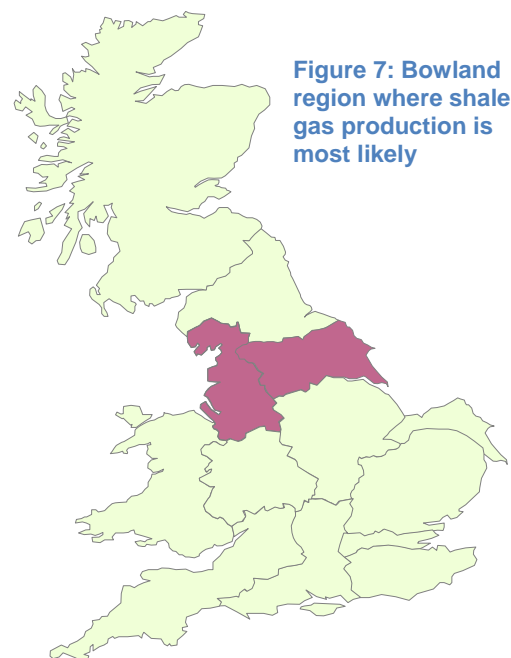 Figure 7: Bowland
region where shale
gas production is
most likely